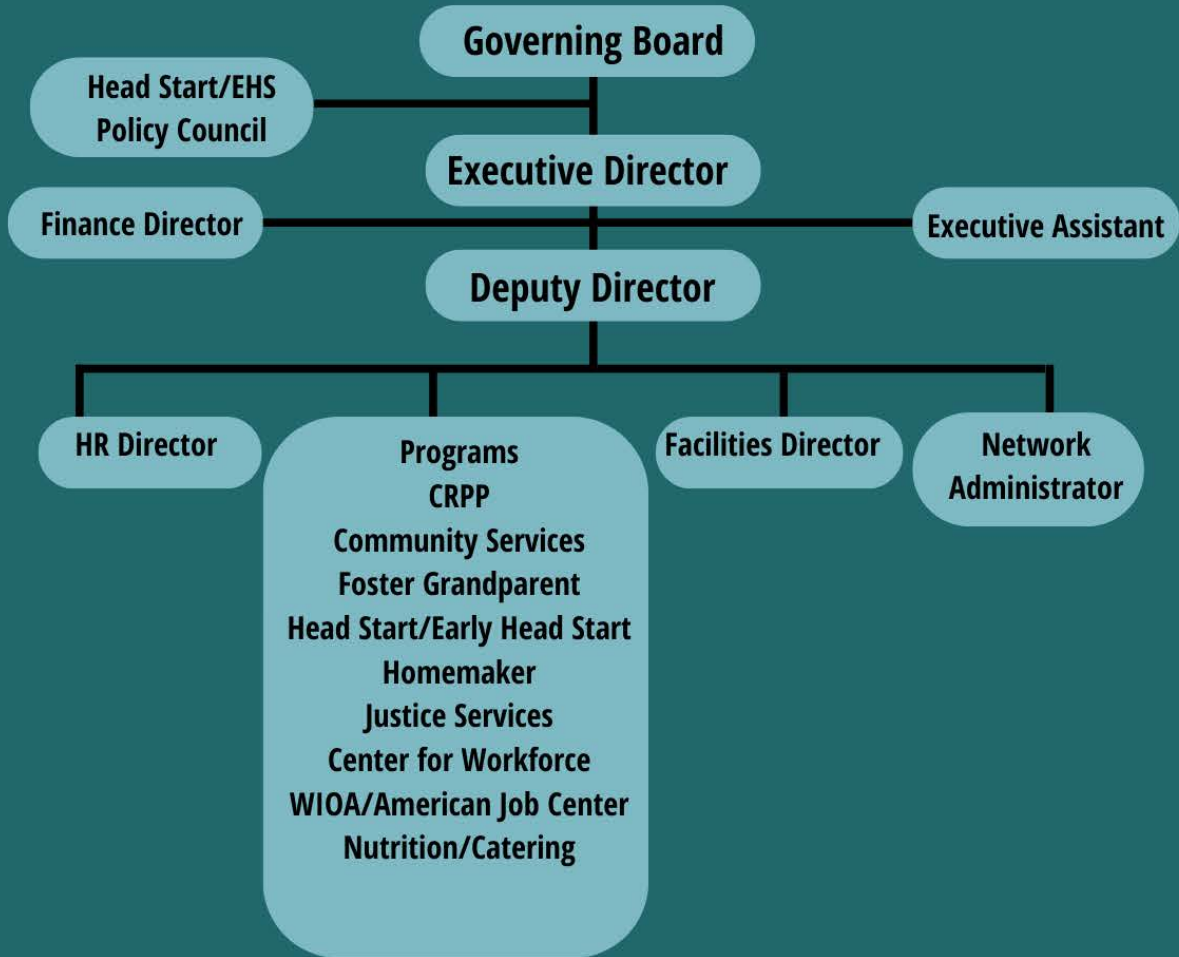 Governing Board
Head Start/EHS
Policy Council
Executive Director
Finance Director
Executive Assistant
Deputy Director
HR Director
Programs
CRPP
Community Services
Foster Grandparent
Head Start/Early Head Start
Homemaker
Justice Services
Center for Workforce
WIOA/American Job Center
Nutrition/Catering
Facilities Director
Network
Administrator